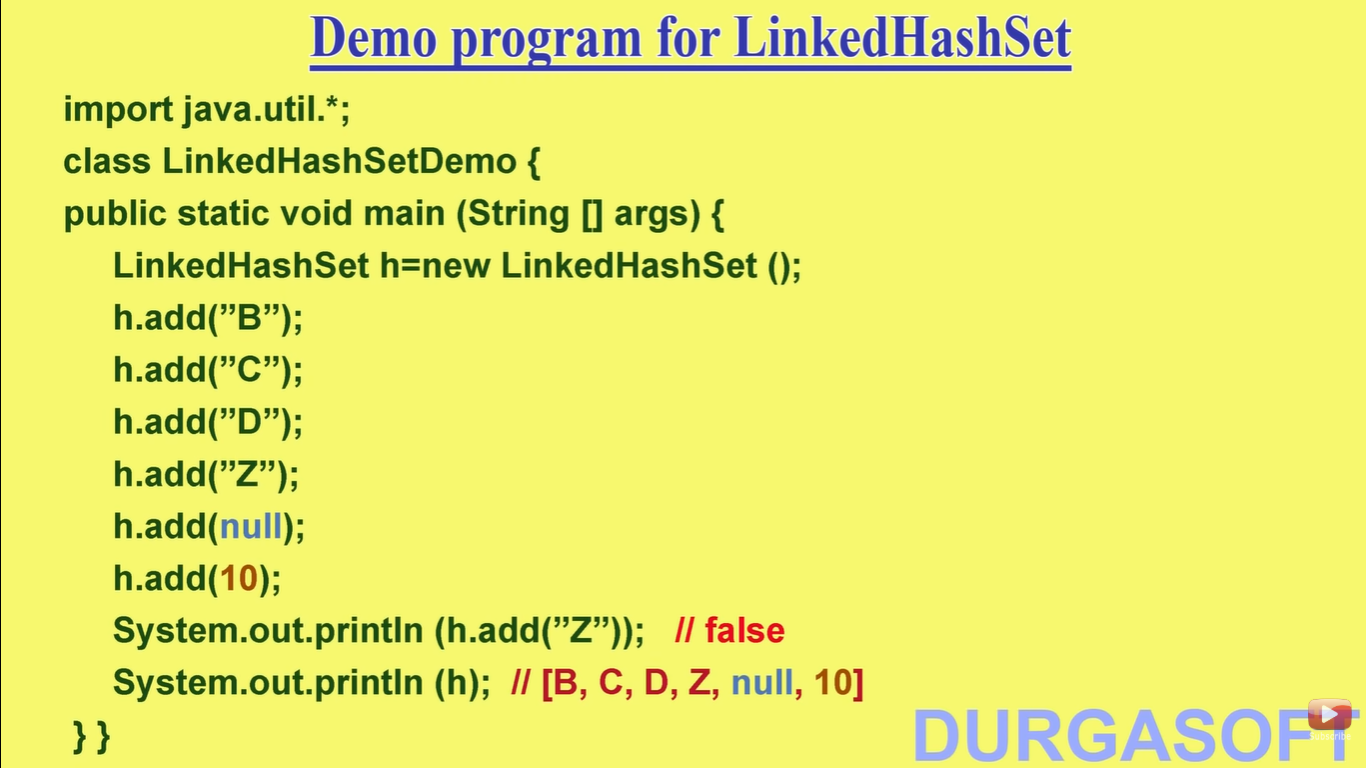 Demo program for LinkedHashSet
import java.util.*;
class LinkedHashSetDemo {
public static void main (String [] args) {
LinkedHashSet h=new LinkedHashSet ();
h.add(”B”);
h.add(”C”);
h.add(”D”);
h.add(”Z”);
h.add(null);
h.add(10);
System.out.println (h.add(”Z”)); // false
System.out.println (h); // [B, C, D, Z, null, 10]
} }
DURGASOFT
Subscribe